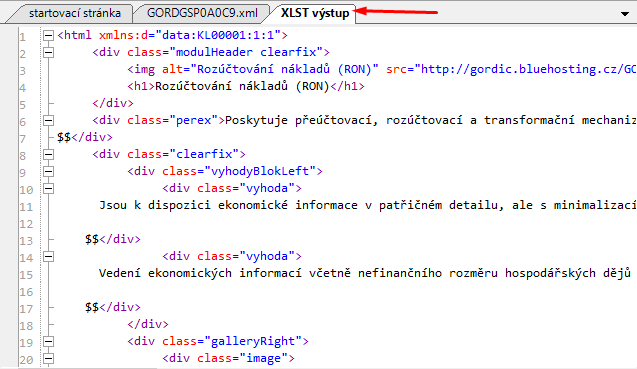 startovací stránka GORDGSP0A0C9.xml XLST výstup
1 <html xmlns:d="data:KL00001:1:1">
2 <div class="modulHeader clearfix">
3 <img alt="Rozúčtování nákladů (RON)" src="http://gordic.bluehosting.cz/GO
4 <h1>Rozúčtování nákladů (RON)</h1>
5 </div>
6 <div class="perex">Poskytuje přeúčtovací, rozúčtovací a transformační mechaniz
7 $$</div>
8 <div class="clearfix">
9 <div class="vyhodyBlokLeft">
10 <div class="vyhoda">
11 Jsou k dispozici ekonomické informace v patřičném detailu, ale s minimalizací
12
13 $$</div>
14 <div class="vyhoda">
15 Vedení ekonomických informací včetně nefinančního rozměru hospodářských dějů
16
17 $$</div>
18 </div>
19 <div class="galleryRight">
20 <div class="image">